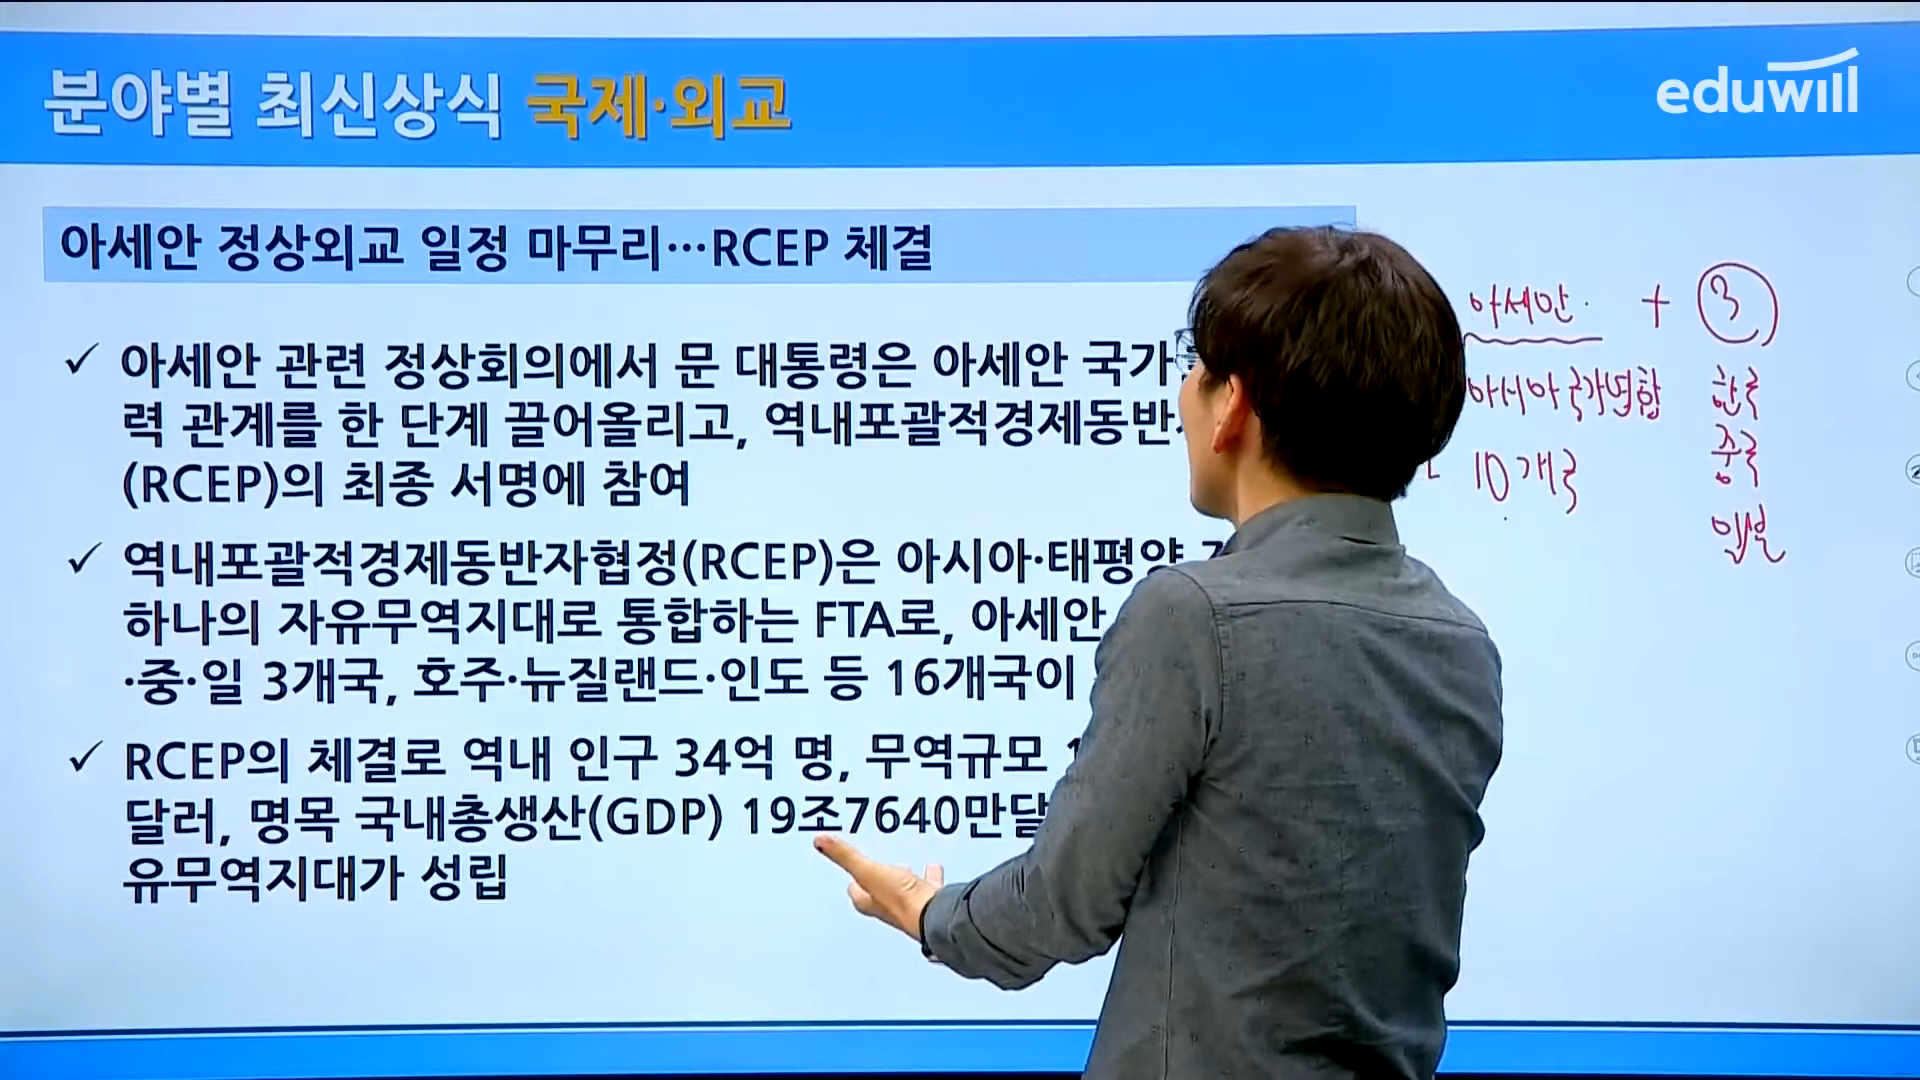 분야별 최신상식 국제·외교
eduwill
아세안 정상외교 일정 마무리…RCEP 체결
아세안 관련 정상회의에서 문 대통령은 아세안 국가
력 관계를 한 단계 끌어올리고, 역내포괄적경제동반
(RCEP)의 최종 서명에 참여
역내포괄적경제동반자협정(RCEP)은 아시아·태평양
하나의 자유무역지대로 통합하는 FTA로, 아세안
·중·일 3개국, 호주·뉴질랜드·인도 등 16개국이
RCEP의 체결로 역내 인구 34억 명, 무역규모
달러, 명목 국내총생산(GDP) 19조7640만달
유무역지대가 성립
아세안 + 3
아시아국가연합 한국
10개국 중국
일본